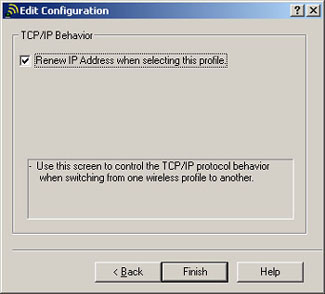 Edit Configuration
TCP/IP Behavior
Renew IP Address when selecting this profile.
- Use this screen to control the TCP/IP protocol behavior
when switching from one wireless profile to another.
< Back
Finish
Help